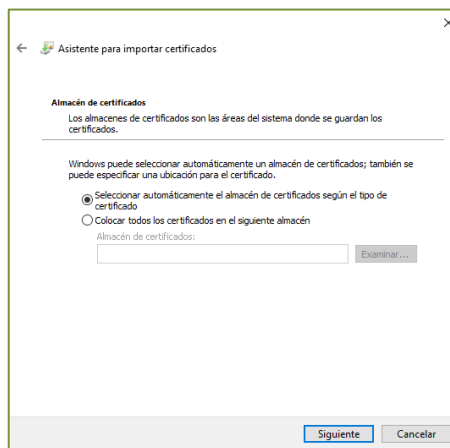 Asistente para importar certificados
Almacén de certificados
Los almacenes de certificados son las áreas del sistema donde se guardan los
certificados.
Windows puede seleccionar automáticamente un almacén de certificados; también se
puede especificar una ubicación para el certificado.
Seleccionar automáticamente el almacén de certificados según el tipo de
certificado
Colocar todos los certificados en el siguiente almacén
Almacén de certificados:
Examinar...
Siguiente
Cancelar